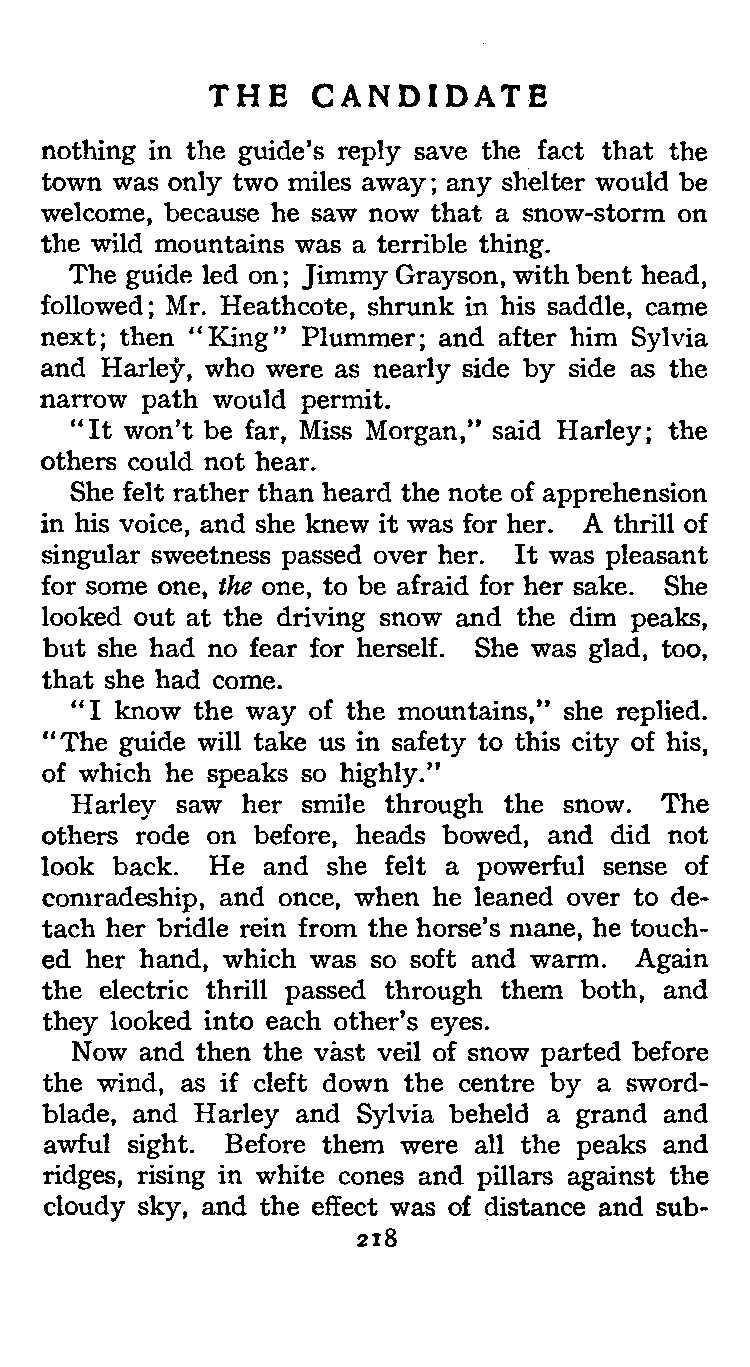 THE CANDIDATE
nothing in the guide's reply save the fact that the
town was only two miles away; any shelter would be
welcome, because he saw now that a snow-storm on
the wild mountains was a terrible thing.
The guide led on; Jimmy Grayson, with bent head,
followed; Mr. Heathcote, shrunk in his saddle, came
next; then "King" Plummer; and after him Sylvia
and Harley, who were as nearly side by side as the
narrow path would permit.
"It won't be far, Miss Morgan," said Harley; the
others could not hear.
She felt rather than heard the note of apprehension
in his voice, and she knew it was for her. A thrill of
singular sweetness passed over her. It was pleasant
for some one, the one, to be afraid for her sake. She
looked out at the driving snow and the dim peaks,
but she had no fear for herself. She was glad, too,
that she had come.
"I know the way of the mountains," she replied.
"The guide will take us in safety to this city of his,
of which he speaks so highly."
Harley saw her smile through the snow. The
others rode on before, heads bowed, and did not
look back. He and she felt a powerful sense of
comradeship, and once, when he leaned over to de-
tach her bridle rein from the horse's mane, he touch-
ed her hand, which was so soft and warm. Again
the electric thrill passed through them both, and
they looked into each other's eyes.
Now and then the vast veil of snow parted before
the wind, as if cleft down the centre by a sword-
blade, and Harley and Sylvia beheld a grand and
awful sight. Before them were all the peaks and
ridges, rising in white cones and pillars against the
cloudy sky, and the effect was of distance and sub-
218